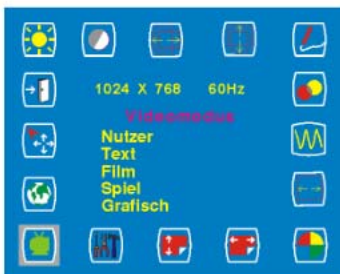 1024 X 768 60Hz
Videomodus
Nutzer
Text
Film
Spiel
Grafisch